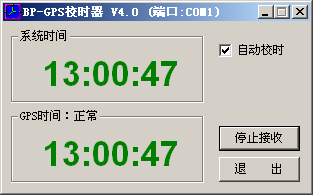 BP-GPS校时器 V4.0 (端口:COM1)
系统时间
13:00:47
自动校时
GPS时间：正常
13:00:47
停止接收
退 出